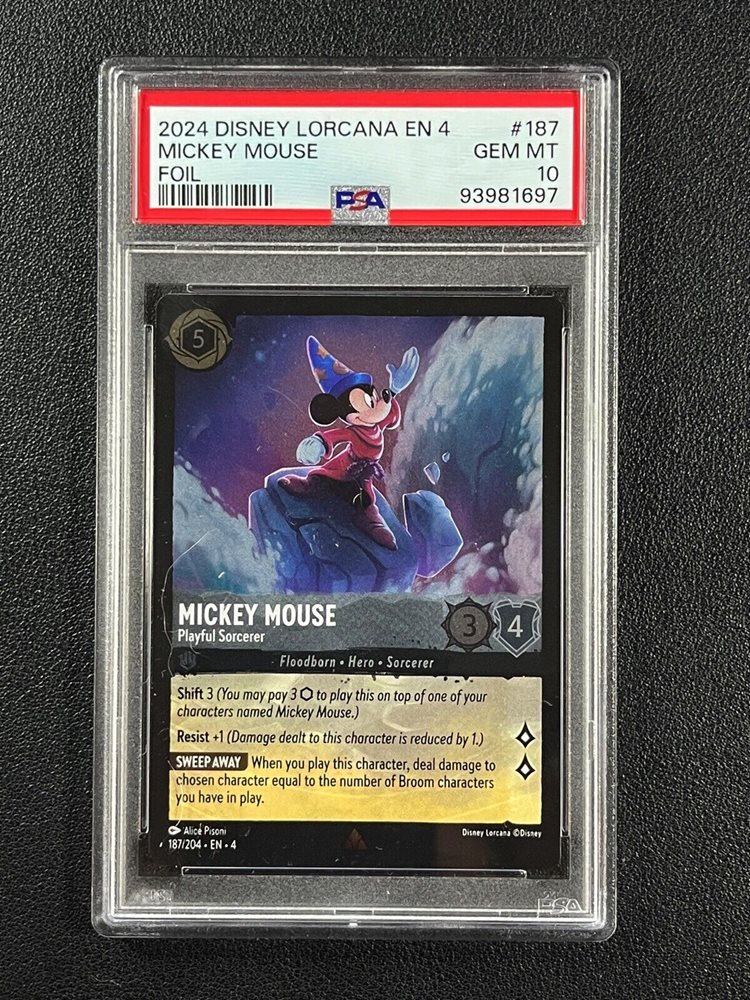 2024 DISNEY LORCANA EN 4 #187
MICKEY MOUSE GEM MT
FOIL 10
PSA 93981697
5
MICKEY MOUSE
Playful Sorcerer
3 4
Floodborn • Hero • Sorcerer
Shift 3 (You may pay 3 ⬡ to play this on top of one of your
characters named Mickey Mouse.)
Resist +1 (Damage dealt to this character is reduced by 1.)
SWEEP AWAY When you play this character, deal damage to
chosen character equal to the number of Broom characters
you have in play.
Alice Pisoni
187/204 • EN • 4
Disney Lorcana ©Disney
PSA